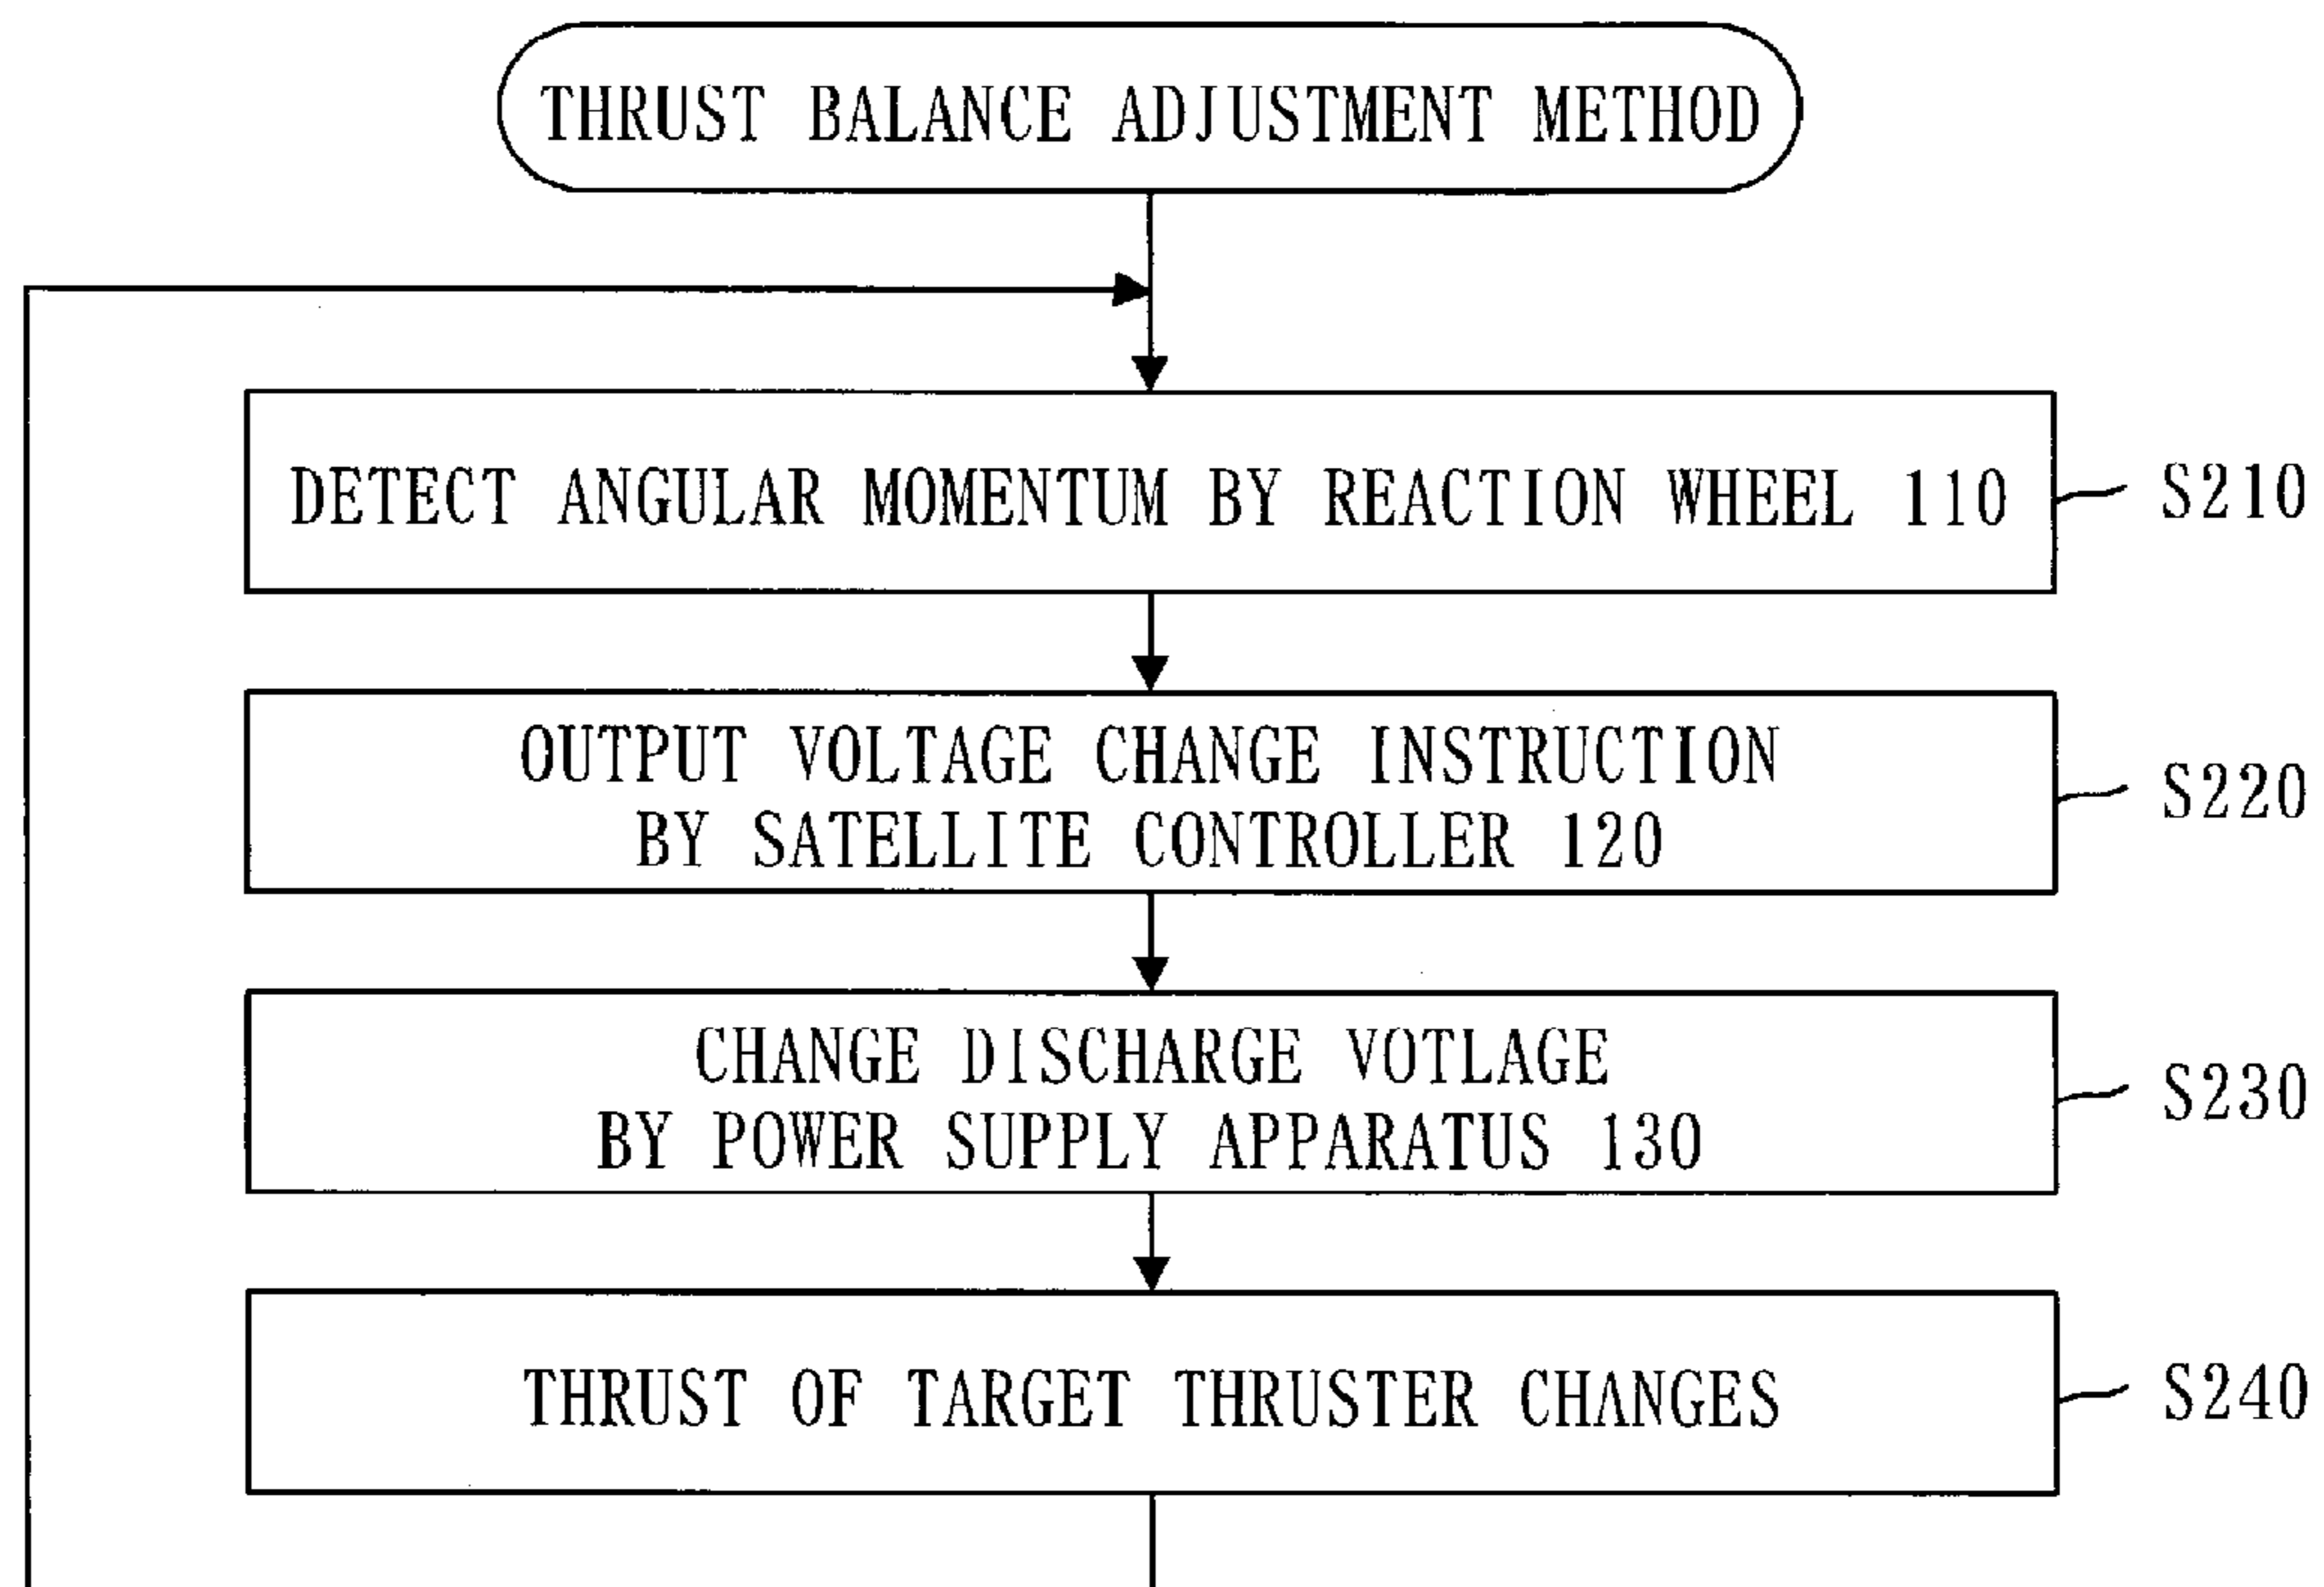 THRUST BALANCE ADJUSTMENT METHOD
DETECT ANGULAR MOMENTUM BY REACTION WHEEL 110
S210
OUTPUT VOLTAGE CHANGE INSTRUCTION
BY SATELLITE CONTROLLER 120
S220
CHANGE DISCHARGE VOTLAGE
BY POWER SUPPLY APPARATUS 130
S230
THRUST OF TARGET THRUSTER CHANGES
S240